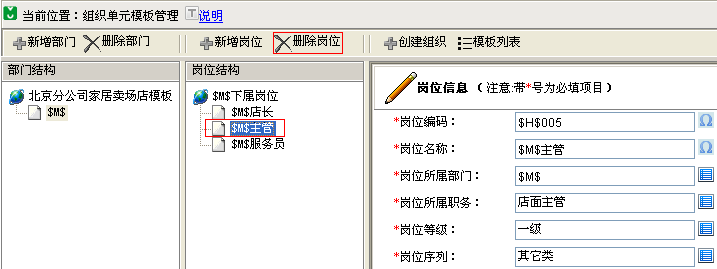 当前位置：组织单元模板管理 T说明
新增部门 删除部门 新增岗位 删除岗位 创建组织 模板列表
部门结构
北京分公司家居卖场店模板
$M$
岗位结构
$M$下属岗位
$M$店长
$M$主管
$M$服务员
岗位信息（注意:带*号为必填项目）
*岗位编码： $H$005
*岗位名称： $M$主管
*岗位所属部门： $M$
*岗位所属职务： 店面主管
*岗位等级： 一级
*岗位序列： 其它类